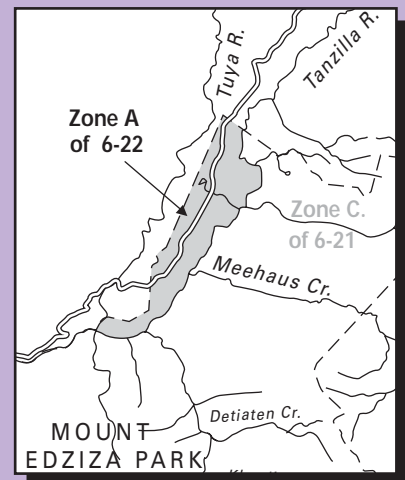 Tuya R.
Tanzilla R.
Zone A
of 6-22
Zone C.
of 6-21
Meehaus Cr.
Detiaten Cr.
MOUNT
EDZIZA PARK